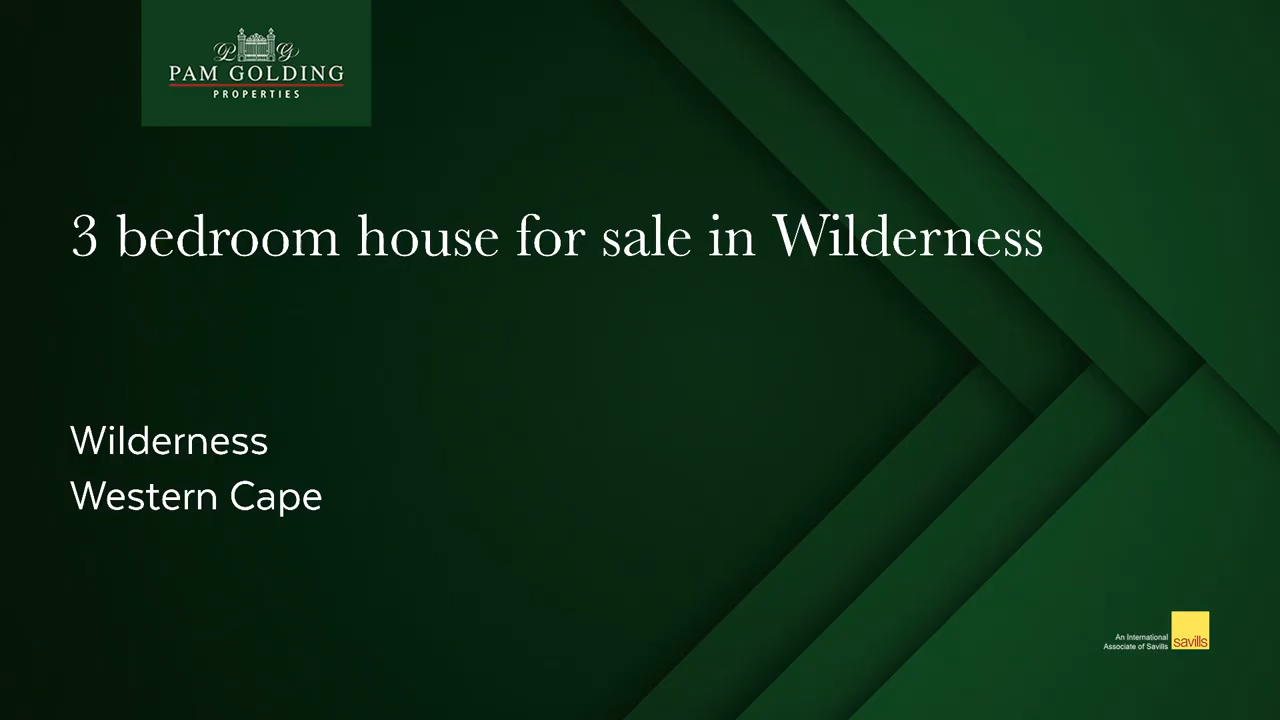 PG
PAM GOLDING
PROPERTIES
3 bedroom house for sale in Wilderness
Wilderness
Western Cape
An International
Associate of Savills
savills